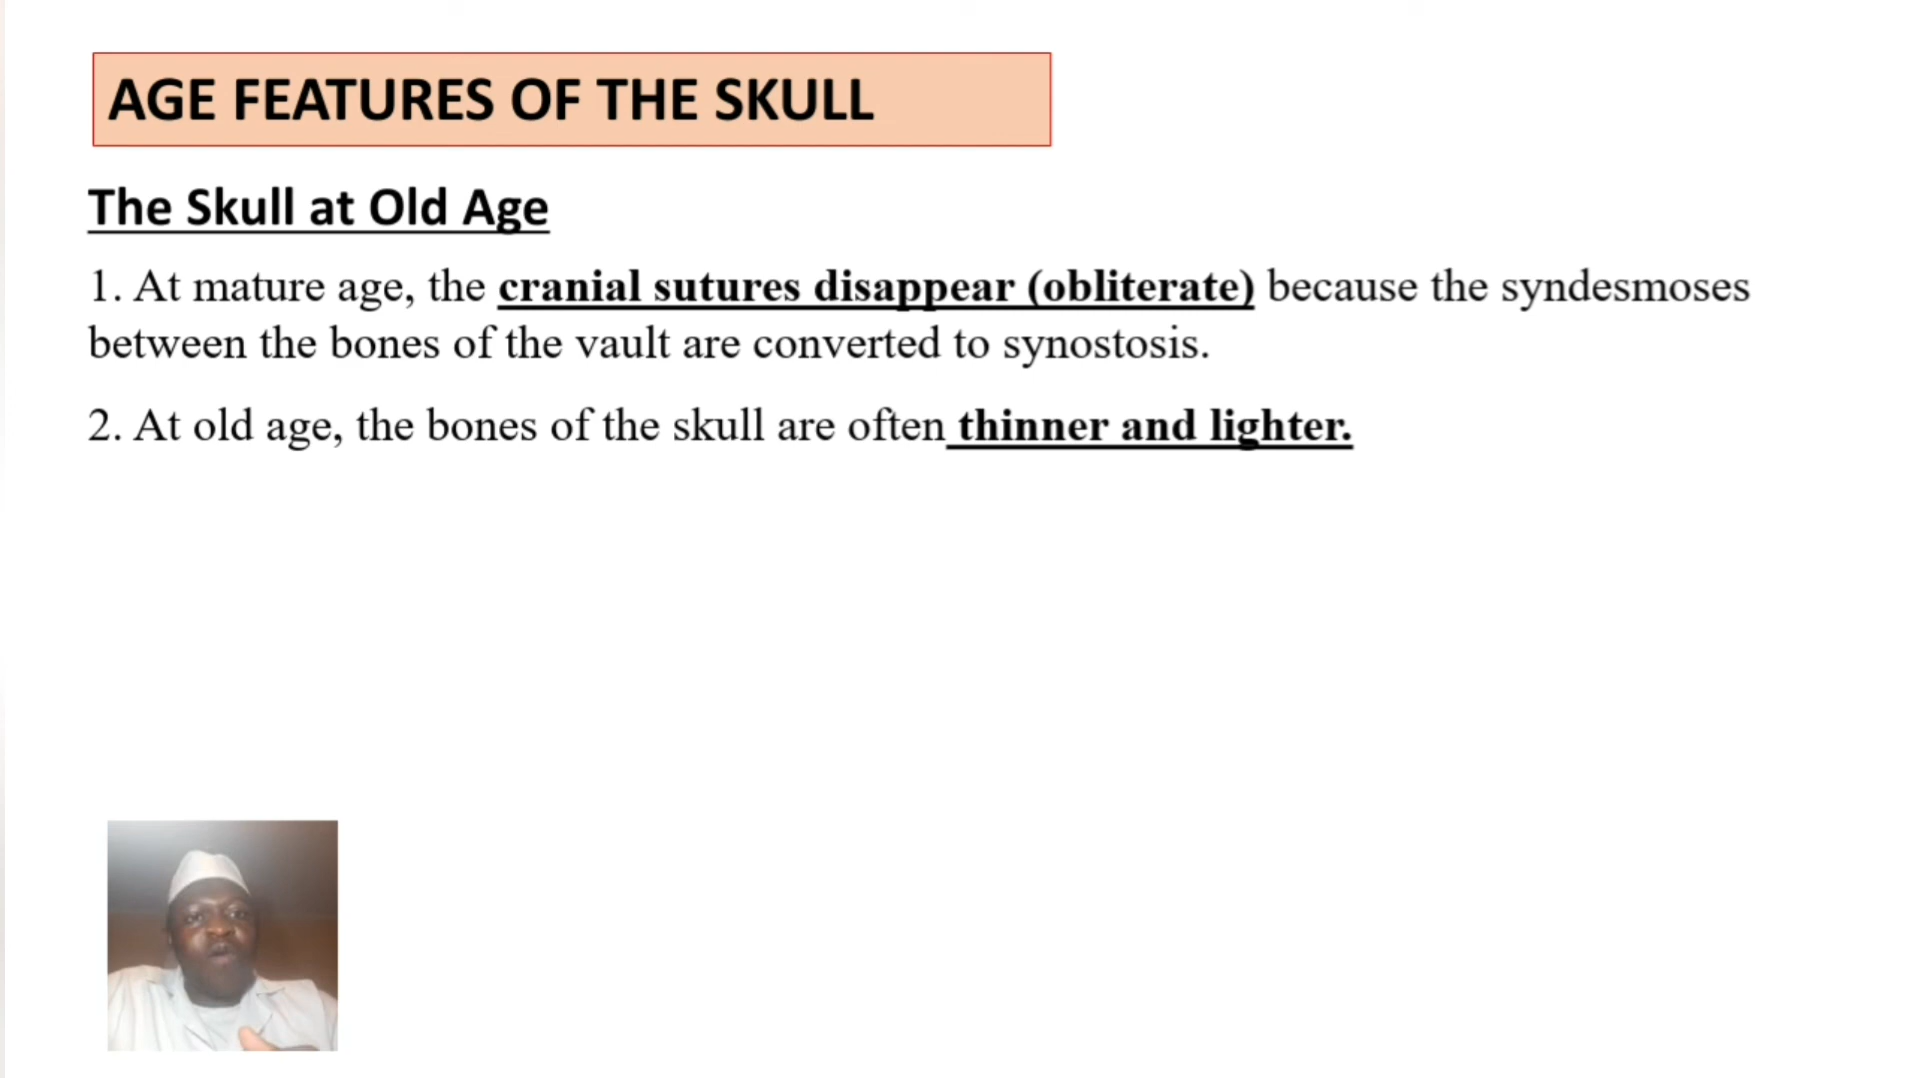 AGE FEATURES OF THE SKULL
The Skull at Old Age
1. At mature age, the cranial sutures disappear (obliterate) because the syndesmoses
between the bones of the vault are converted to synostosis.
2. At old age, the bones of the skull are often thinner and lighter.